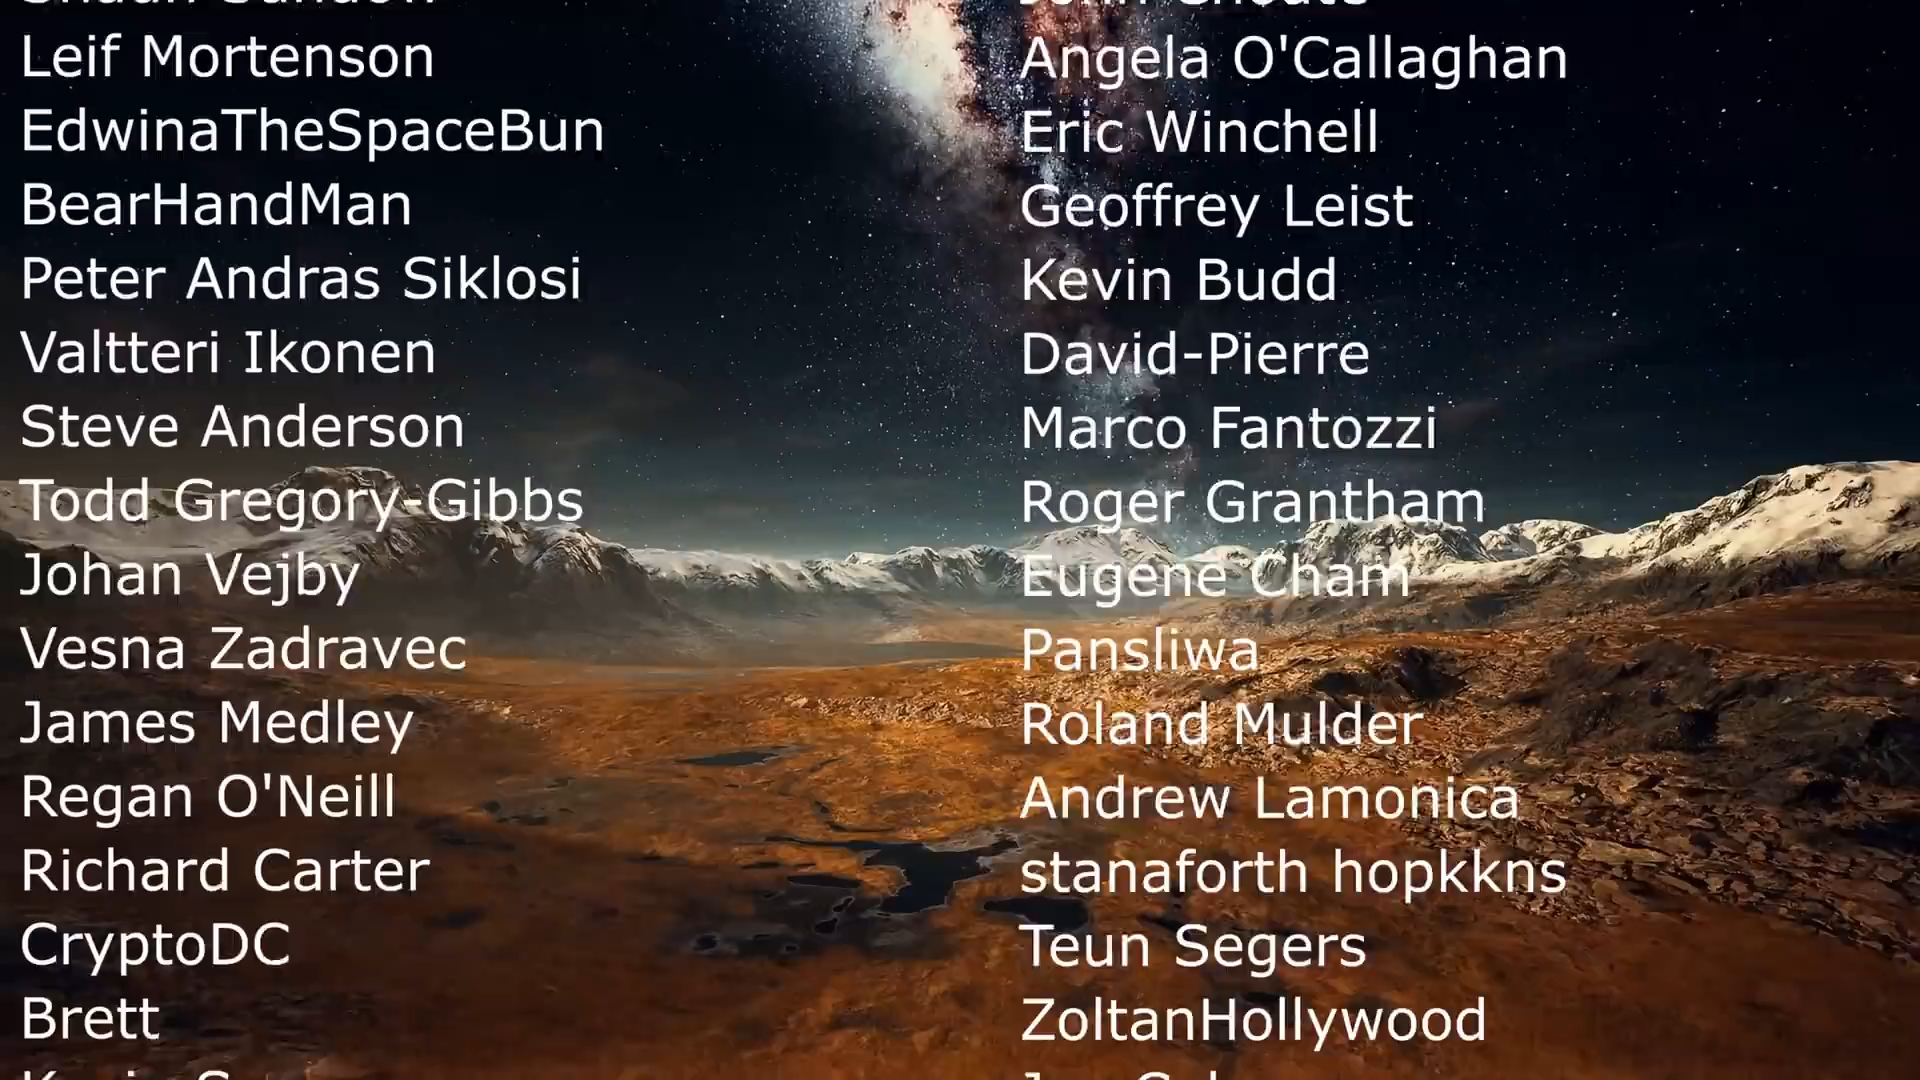 Leif Mortenson
EdwinaTheSpaceBun
BearHandMan
Peter Andras Siklosi
Valtteri Ikonen
Steve Anderson
Todd Gregory-Gibbs
Johan Vejby
Vesna Zadravec
James Medley
Regan O'Neill
Richard Carter
CryptoDC
Brett
Angela O'Callaghan
Eric Winchell
Geoffrey Leist
Kevin Budd
David-Pierre
Marco Fantozzi
Roger Grantham
Eugene Cham
Pansliwa
Roland Mulder
Andrew Lamonica
stanaforth hopkkns
Teun Segers
ZoltanHollywood